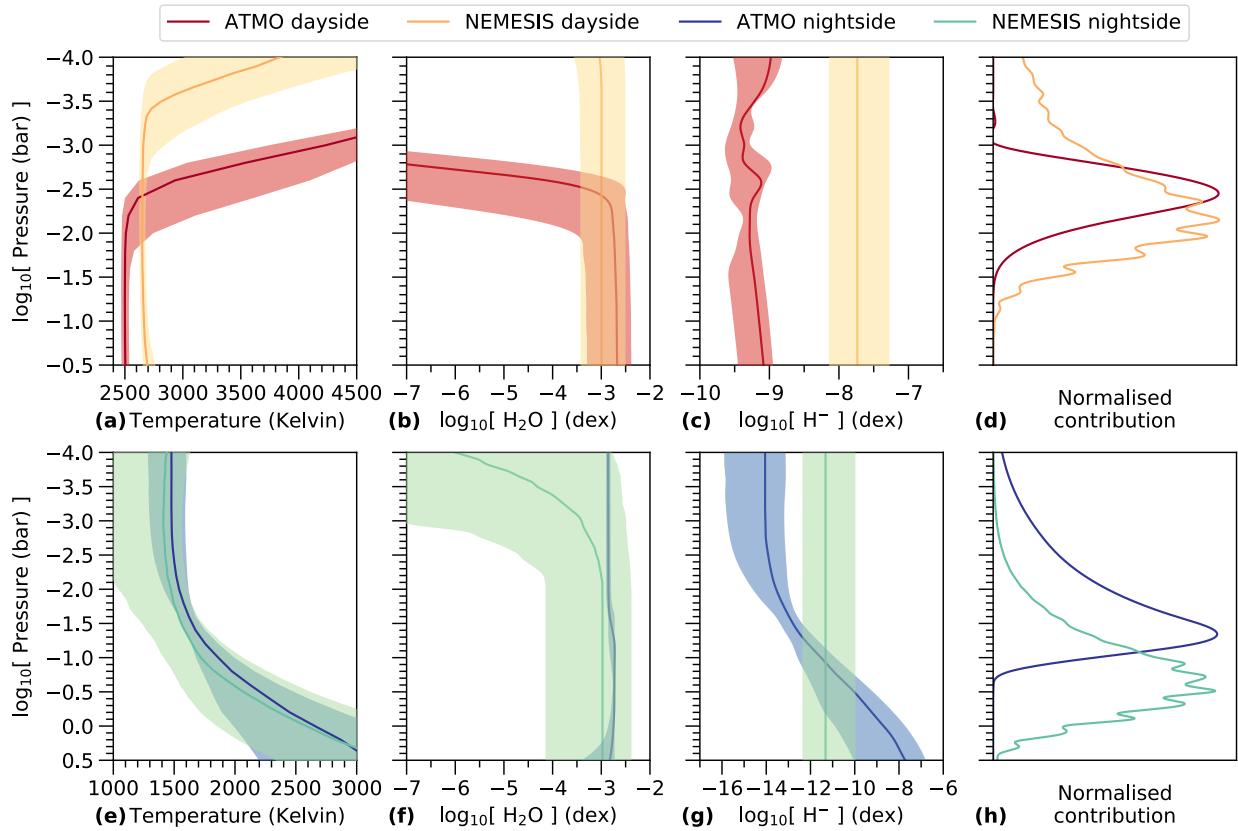 ATMO dayside NEMESIS dayside ATMO nightside NEMESIS nightside
log10[ Pressure (bar) ]
−4.0
−3.5
−3.0
−2.5
−2.0
−1.5
−1.0
−0.5
2500 3000 3500 4000 4500
(a) Temperature (Kelvin)
−7 −6 −5 −4 −3 −2
(b) log₁₀[ H₂O ] (dex)
−10 −9 −8 −7
(c) log₁₀[ H⁻ ] (dex)
(d) Normalised
contribution
log₁₀[ Pressure (bar) ]
−4.0
−3.5
−3.0
−2.5
−2.0
−1.5
−1.0
−0.5
0.0
0.5
1000 1500 2000 2500 3000
(e) Temperature (Kelvin)
−7 −6 −5 −4 −3 −2
(f) log₁₀[ H₂O ] (dex)
−16 −14 −12 −10 −8 −6
(g) log₁₀[ H⁻ ] (dex)
(h) Normalised
contribution